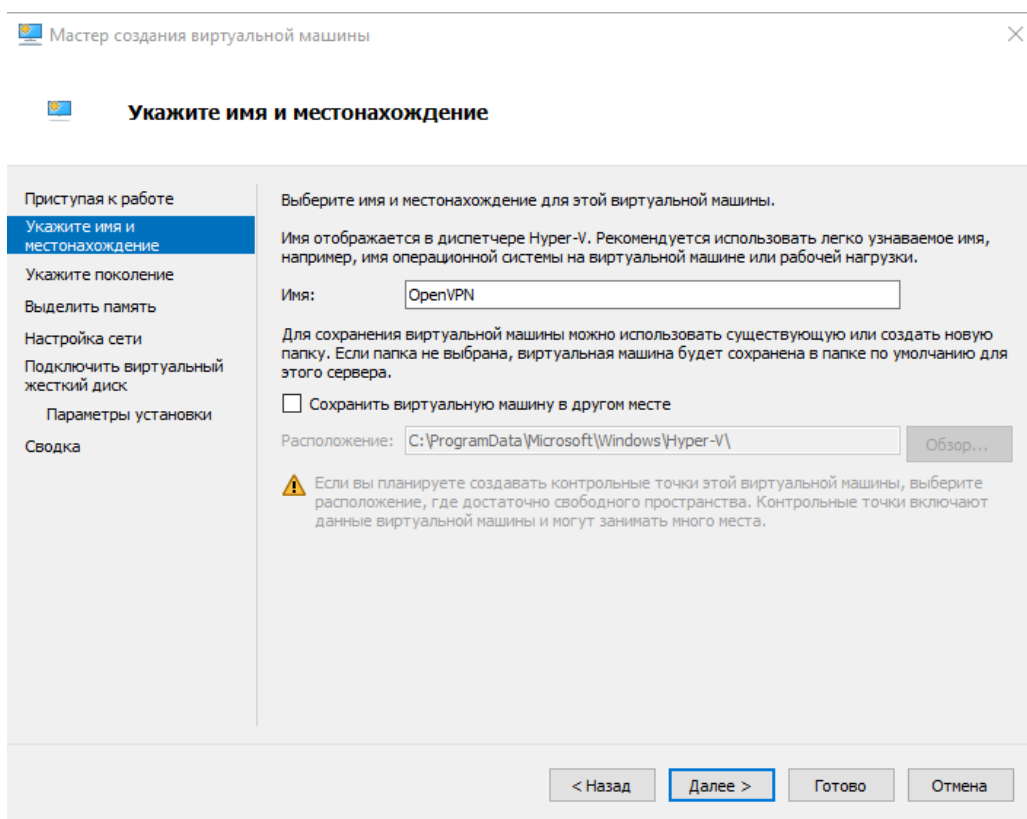 Мастер создания виртуальной машины
Укажите имя и местонахождение
Приступая к работе
Укажите имя и
местонахождение
Укажите поколение
Выделить память
Настройка сети
Подключить виртуальный
жесткий диск
Параметры установки
Сводка
Выберите имя и местонахождение для этой виртуальной машины.
Имя отображается в диспетчере Hyper-V. Рекомендуется использовать легко узнаваемое имя,
например, имя операционной системы на виртуальной машине или рабочей нагрузки.
Имя: OpenVPN
Для сохранения виртуальной машины можно использовать существующую или создать новую
папку. Если папка не выбрана, виртуальная машина будет сохранена в папке по умолчанию для
этого сервера.
Сохранить виртуальную машину в другом месте
Расположение: C:\ProgramData\Microsoft\Windows\Hyper-V\ Обзор...
Если вы планируете создавать контрольные точки этой виртуальной машины, выберите
расположение, где достаточно свободного пространства. Контрольные точки включают
данные виртуальной машины и могут занимать много места.
< Назад Далее > Готово Отмена